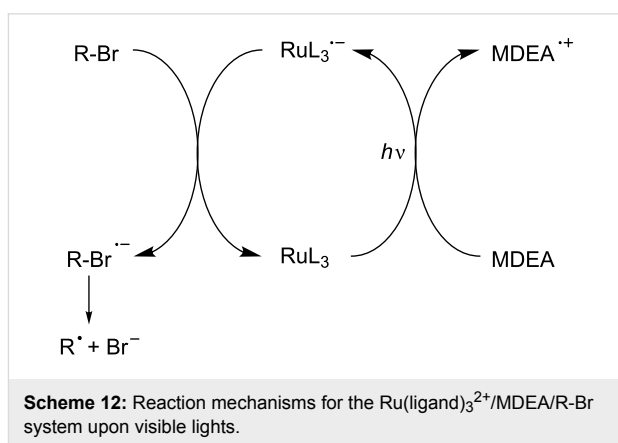 R-Br RuL₃•− MDEA•+
hν
R-Br•− RuL₃ MDEA
R• + Br−
Scheme 12: Reaction mechanisms for the Ru(ligand)₃²⁺/MDEA/R-Br
system upon visible lights.